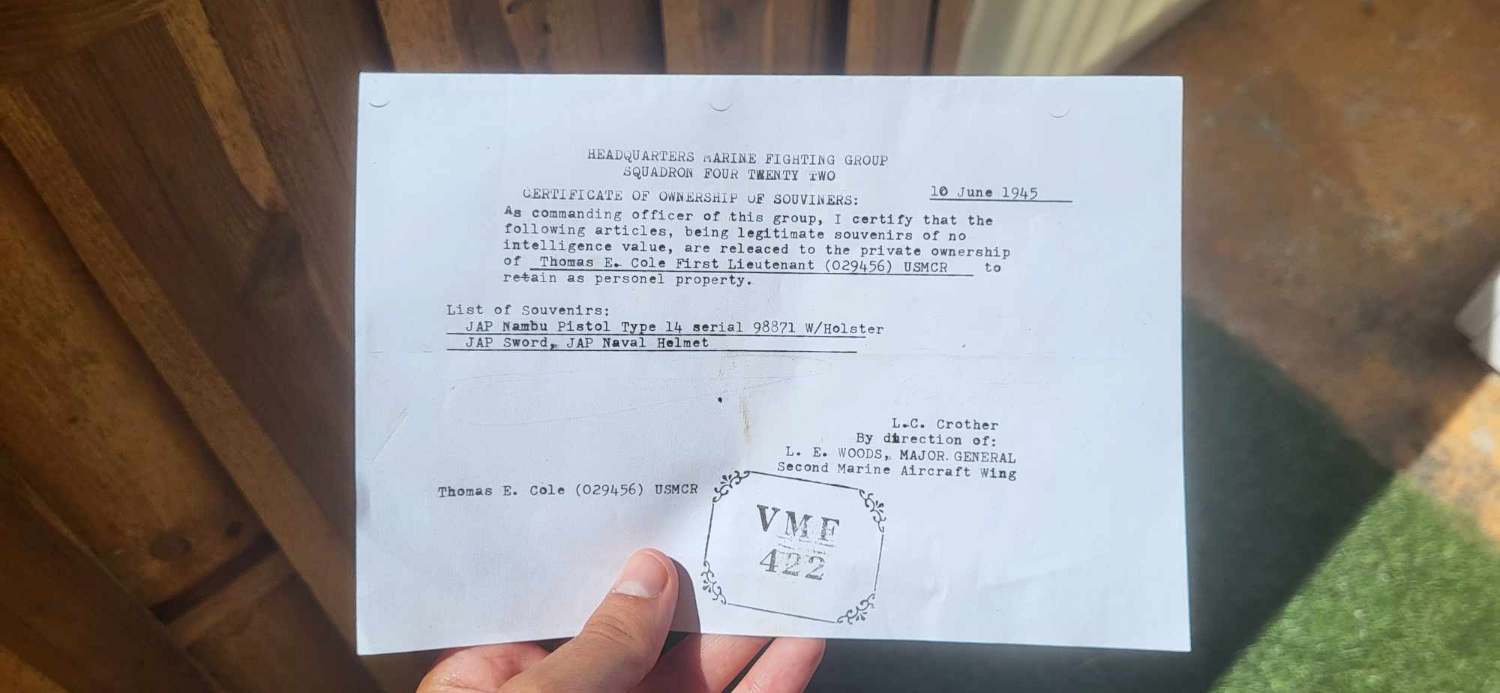 HEADQUARTERS MARINE FIGHTING GROUP
SQUADRON FOUR TWENTY TWO
10 June 1945
CERTIFICATE OF OWNERSHIP OF SOUVINERS:
As commanding officer of this group, I certify that the
following articles, being legitimate souvenirs of no
intelligence value, are releaced to the private ownership
of Thomas E. Cole First Lieutenant (029456) USMCR to
retain as personel property.
List of Souvenirs:
JAP Nambu Pistol Type 14 serial 98871 W/Holster
JAP Sword, JAP Naval Helmet
L.C. Crother
By direction of:
L. E. WOODS, MAJOR.GENERAL
Second Marine Aircraft Wing
Thomas E. Cole (029456) USMCR
VMF
422